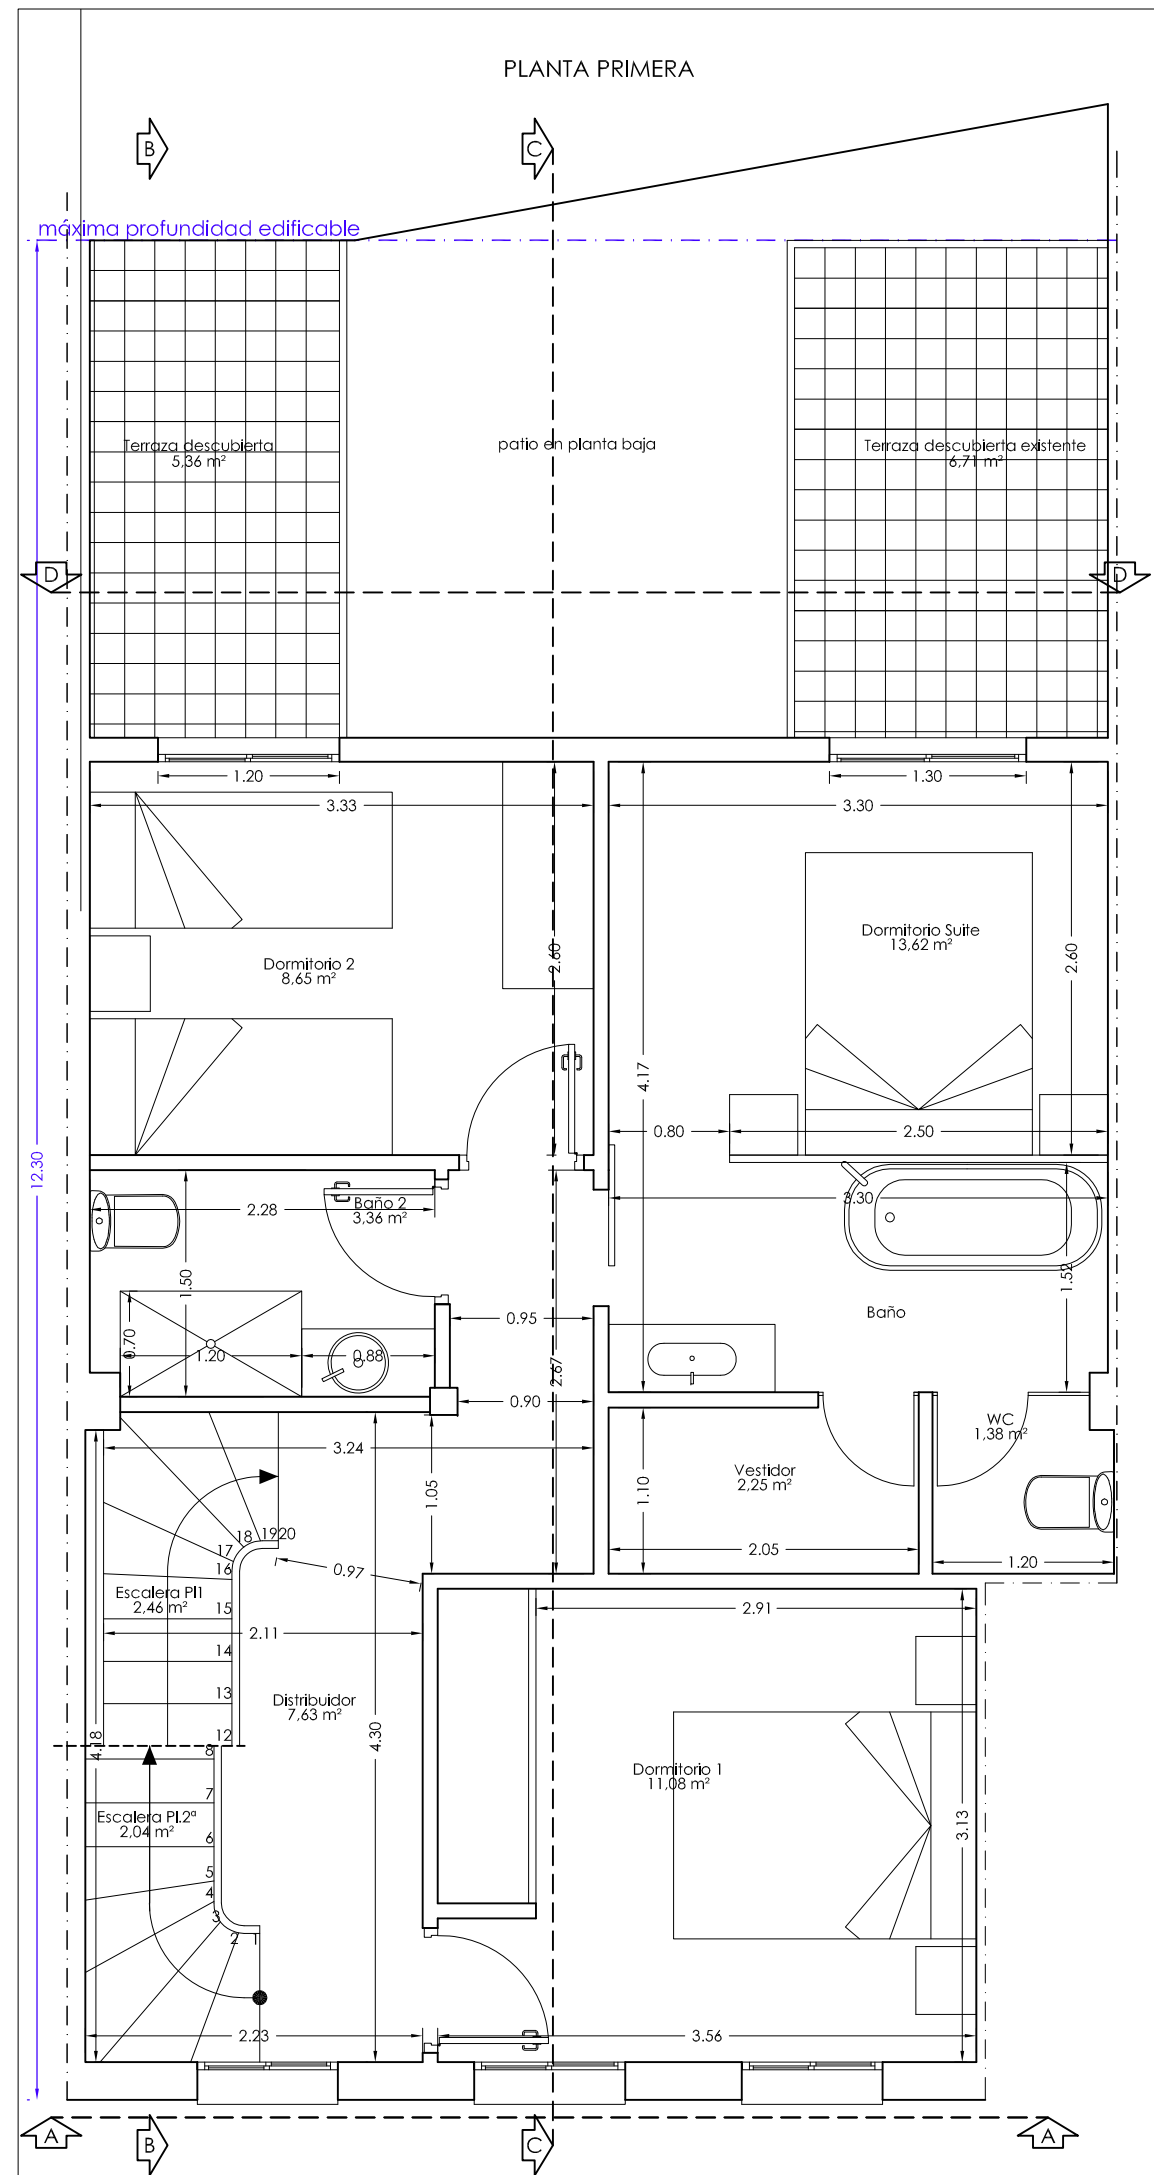 PLANTA PRIMERA
B
C
máxima profundidad edificable
Terraza descubierta
5,36 m²
patio en planta baja
Terraza descubierta existente
6,71 m²
D
D
1.20
1.30
3.33
3.30
Dormitorio Suite
13,62 m²
Dormitorio 2
8,65 m²
2.60
2.60
4.17
0.80
2.50
12.30
Baño 2
3,36 m²
2.28
3.30
1.50
1.52
Baño
0.70
0.95
1.20
0.88
2.67
0.90
WC
1,38 m²
3.24
Vestidor
2,25 m²
1.05
1.10
18
19
20
17
16
0.97
2.05
1.20
Escalera Pl1
2,46 m²
15
2.91
2.11
14
13
Distribuidor
7,63 m²
12
4.18
4.30
8
Dormitorio 1
11,08 m²
7
Escalera Pl.2ª
2,04 m²
6
3.13
5
4
3
2
1
2.23
3.56
A
B
C
A